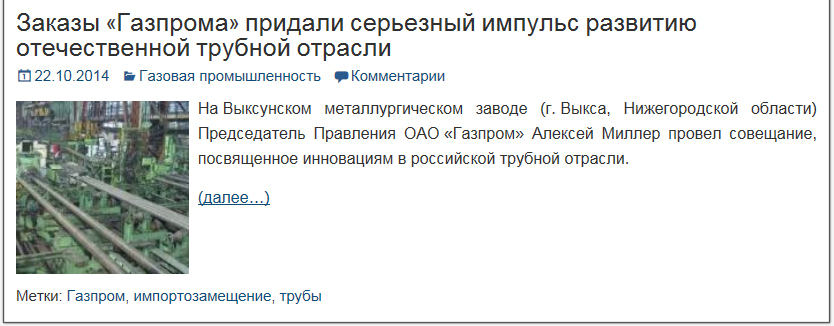 Заказы «Газпрома» придали серьезный импульс развитию
отечественной трубной отрасли
22.10.2014 Газовая промышленность Комментарии
На Выксунском металлургическом заводе (г. Выкса, Нижегородской области)
Председатель Правления ОАО «Газпром» Алексей Миллер провел совещание,
посвященное инновациям в российской трубной отрасли.
(далее…)
Метки: Газпром, импортозамещение, трубы